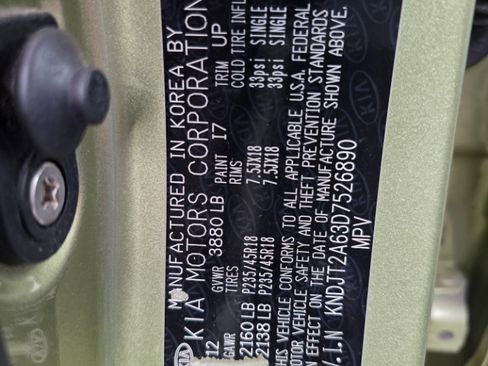 MANUFACTURED IN KOREA BY
KIA MOTORS CORPORATION
12 GVWR 3880 LB PAINT I7 TRIM UP
GAWR TIRES RIMS COLD TIRE INFL
2160 LB P235/45R18 7.5JX18 33psi SINGLE
2138 LB P235/45R18 7.5JX18 33psi SINGLE
THIS VEHICLE CONFORMS TO ALL APPLICABLE U.S.A. FEDERAL
MOTOR VEHICLE SAFETY AND THEFT PREVENTION STANDARDS
IN EFFECT ON THE DATE OF MANUFACTURE SHOWN ABOVE.
V.I.N KNDJTT2A63D7526890
MPV